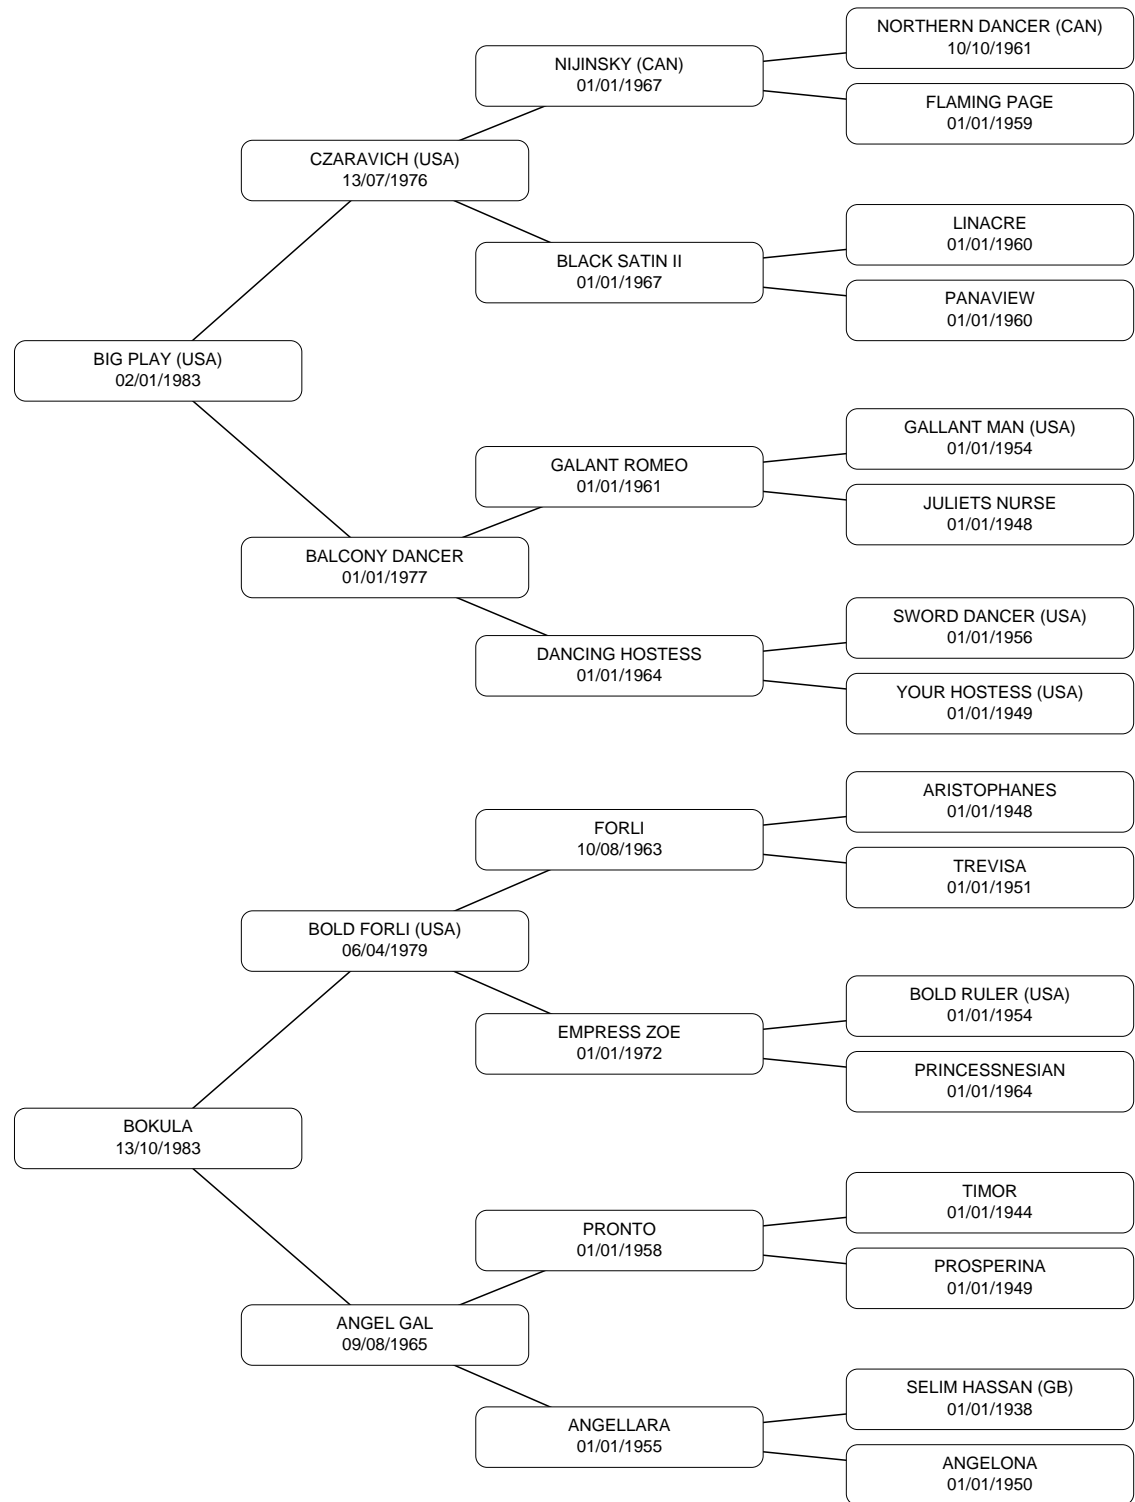 NORTHERN DANCER (CAN)
10/10/1961
NIJINSKY (CAN)
01/01/1967
FLAMING PAGE
01/01/1959
CZARAVICH (USA)
13/07/1976
LINACRE
01/01/1960
BLACK SATIN II
01/01/1967
PANAVIEW
01/01/1960
BIG PLAY (USA)
02/01/1983
GALLANT MAN (USA)
01/01/1954
GALANT ROMEO
01/01/1961
JULIETS NURSE
01/01/1948
BALCONY DANCER
01/01/1977
SWORD DANCER (USA)
01/01/1956
DANCING HOSTESS
01/01/1964
YOUR HOSTESS (USA)
01/01/1949
ARISTOPHANES
01/01/1948
FORLI
10/08/1963
TREVISA
01/01/1951
BOLD FORLI (USA)
06/04/1979
BOLD RULER (USA)
01/01/1954
EMPRESS ZOE
01/01/1972
PRINCESSNESIAN
01/01/1964
BOKULA
13/10/1983
TIMOR
01/01/1944
PRONTO
01/01/1958
PROSPERINA
01/01/1949
ANGEL GAL
09/08/1965
SELIM HASSAN (GB)
01/01/1938
ANGELLARA
01/01/1955
ANGELONA
01/01/1950